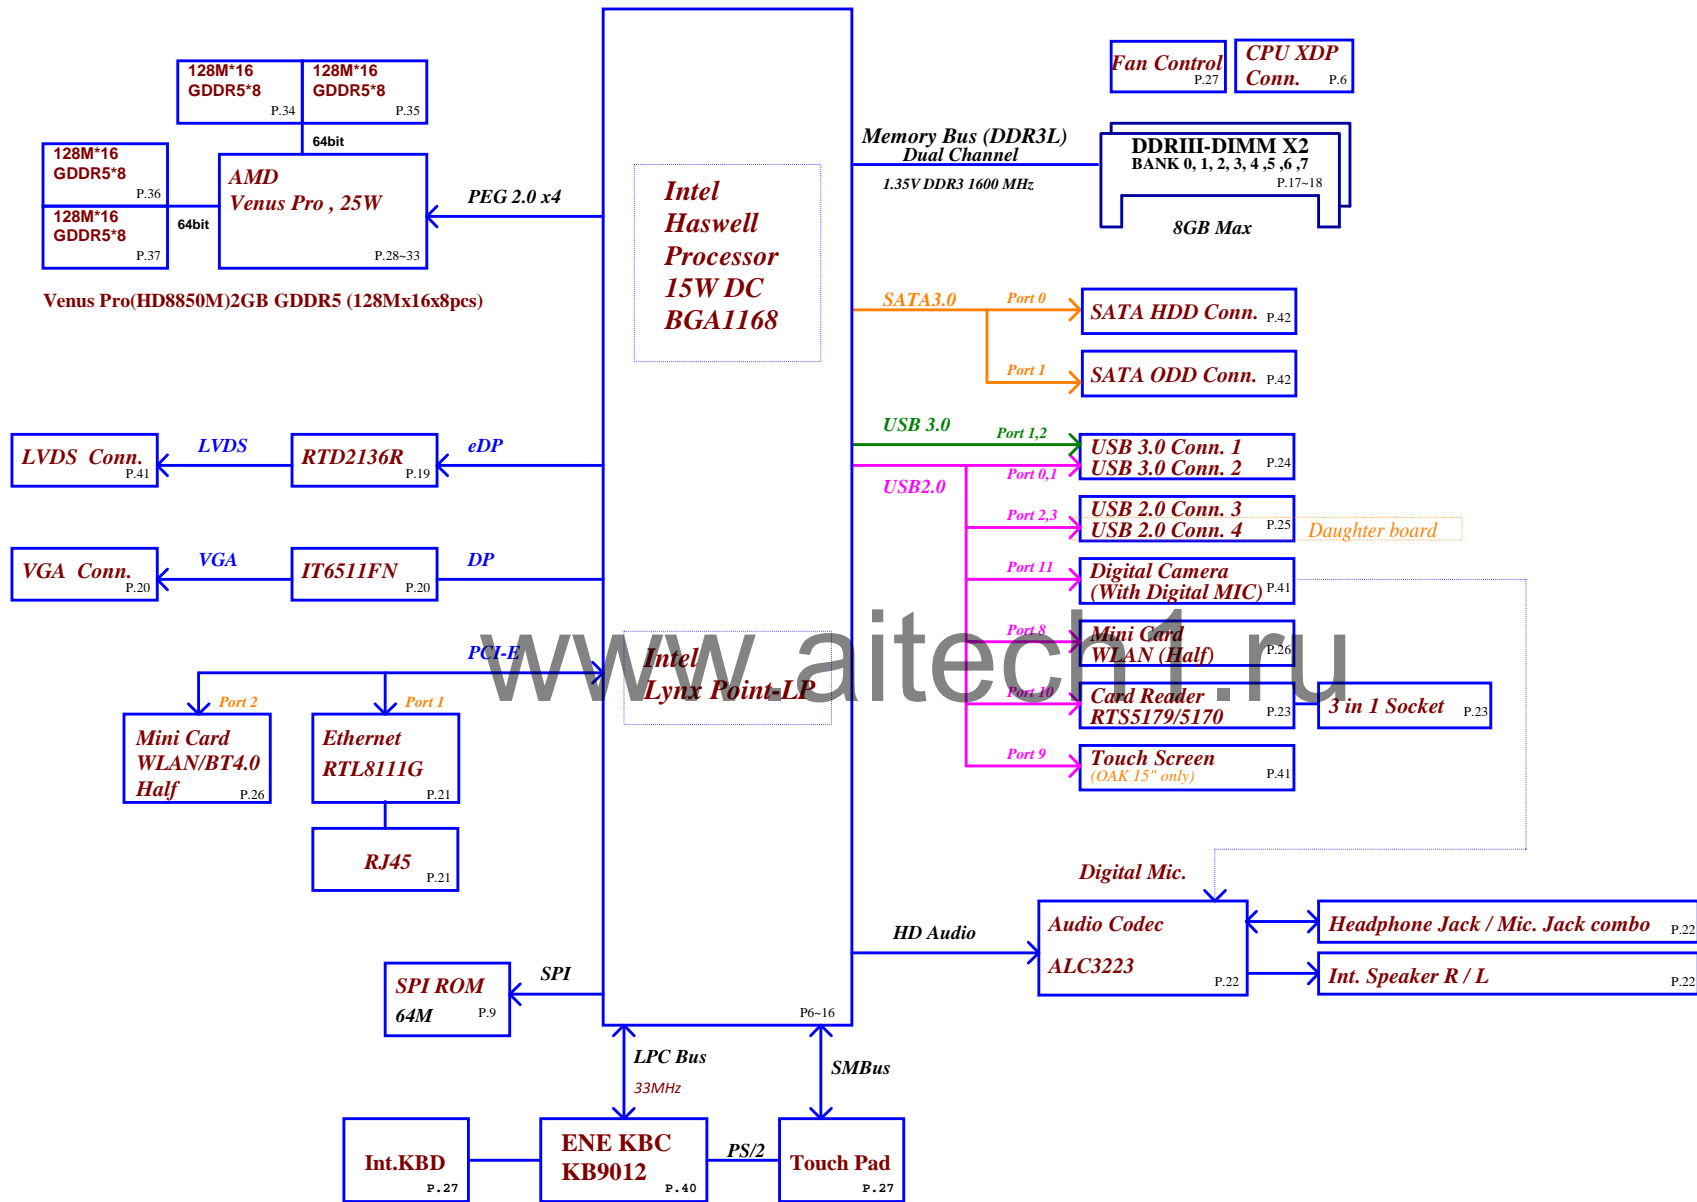 128M*16
GDDR5*8
P.34
128M*16
GDDR5*8
P.35
64bit
128M*16
GDDR5*8
P.36
128M*16
GDDR5*8
P.37
64bit
AMD
Venus Pro , 25W
P.28~33
PEG 2.0 x4
Venus Pro(HD8850M)2GB GDDR5 (128Mx16x8pcs)
Intel
Haswell
Processor
15W DC
BGA1168
Fan Control
P.27
CPU XDP
Conn.
P.6
Memory Bus (DDR3L)
Dual Channel
1.35V DDR3 1600 MHz
DDRIII-DIMM X2
BANK 0, 1, 2, 3, 4 ,5 ,6 ,7
P.17~18
8GB Max
SATA3.0
Port 0
SATA HDD Conn.
P.42
Port 1
SATA ODD Conn.
P.42
USB 3.0
Port 1,2
USB 3.0 Conn. 1
USB 3.0 Conn. 2
P.24
USB2.0
Port 0,1
Port 2,3
USB 2.0 Conn. 3
USB 2.0 Conn. 4
P.25
Daughter board
Port 11
Digital Camera
(With Digital MIC)
P.41
Port 8
Mini Card
WLAN (Half)
P.26
Port 10
Card Reader
RTS5179/5170
P.23
3 in 1 Socket
P.23
Port 9
Touch Screen
(OAK 15" only)
P.41
LVDS Conn.
P.41
LVDS
RTD2136R
P.19
eDP
VGA Conn.
P.20
VGA
IT6511FN
P.20
DP
www.aitech1.ru
Intel
Lynx Point-LP
PCI-E
Port 2
Port 1
Mini Card
WLAN/BT4.0
Half
P.26
Ethernet
RTL8111G
P.21
RJ45
P.21
Digital Mic.
HD Audio
Audio Codec
ALC3223
P.22
Headphone Jack / Mic. Jack combo
P.22
Int. Speaker R / L
P.22
SPI ROM
64M
P.9
SPI
P6~16
LPC Bus
33MHz
SMBus
Int.KBD
P.27
ENE KBC
KB9012
P.40
PS/2
Touch Pad
P.27